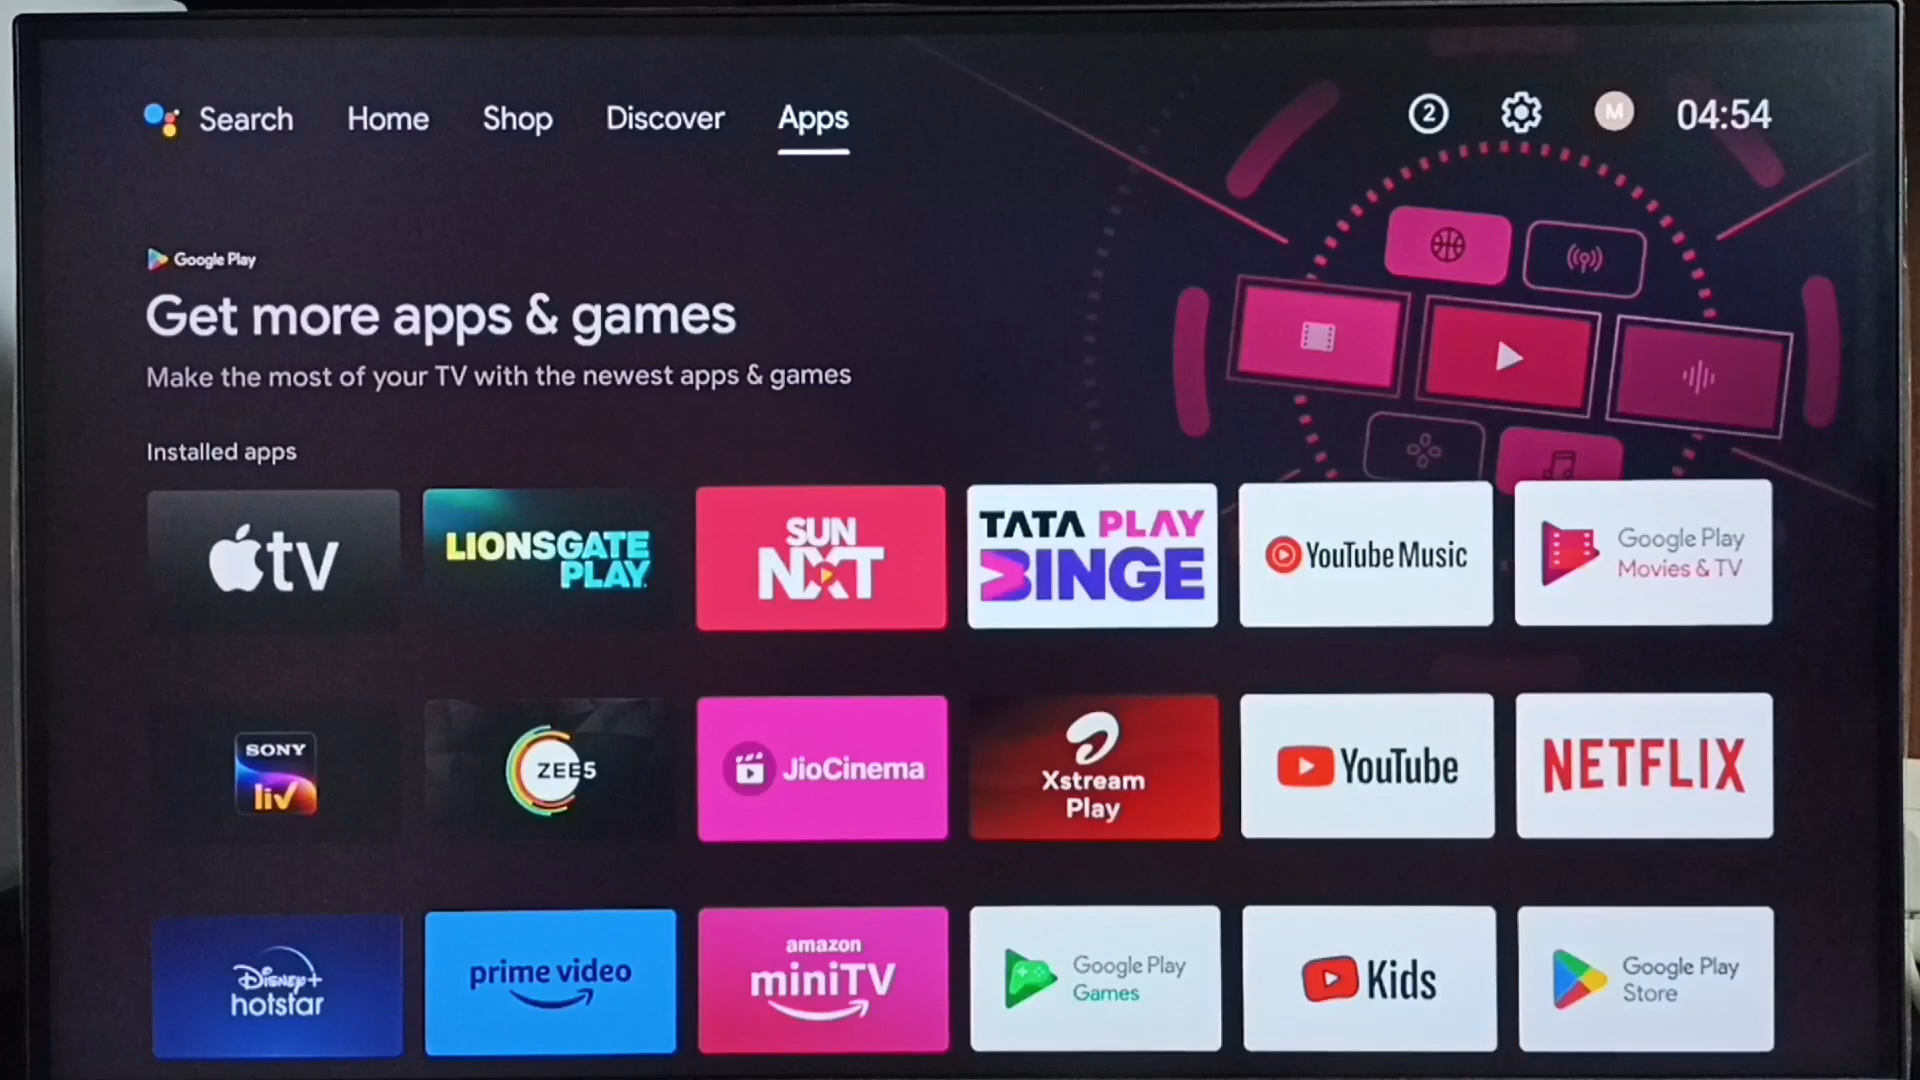 Search Home Shop Discover Apps 2 M 04:54
Google Play
Get more apps & games
Make the most of your TV with the newest apps & games
Installed apps
tv
LIONSGATE
PLAY
SUN
NXT
TATA PLAY
BINGE
YouTube Music
Google Play
Movies & TV
SONY
liv
ZEE5
JioCinema
Xstream
Play
YouTube
NETFLIX
Disney+
hotstar
prime video
amazon
miniTV
Google Play
Games
Kids
Google Play
Store